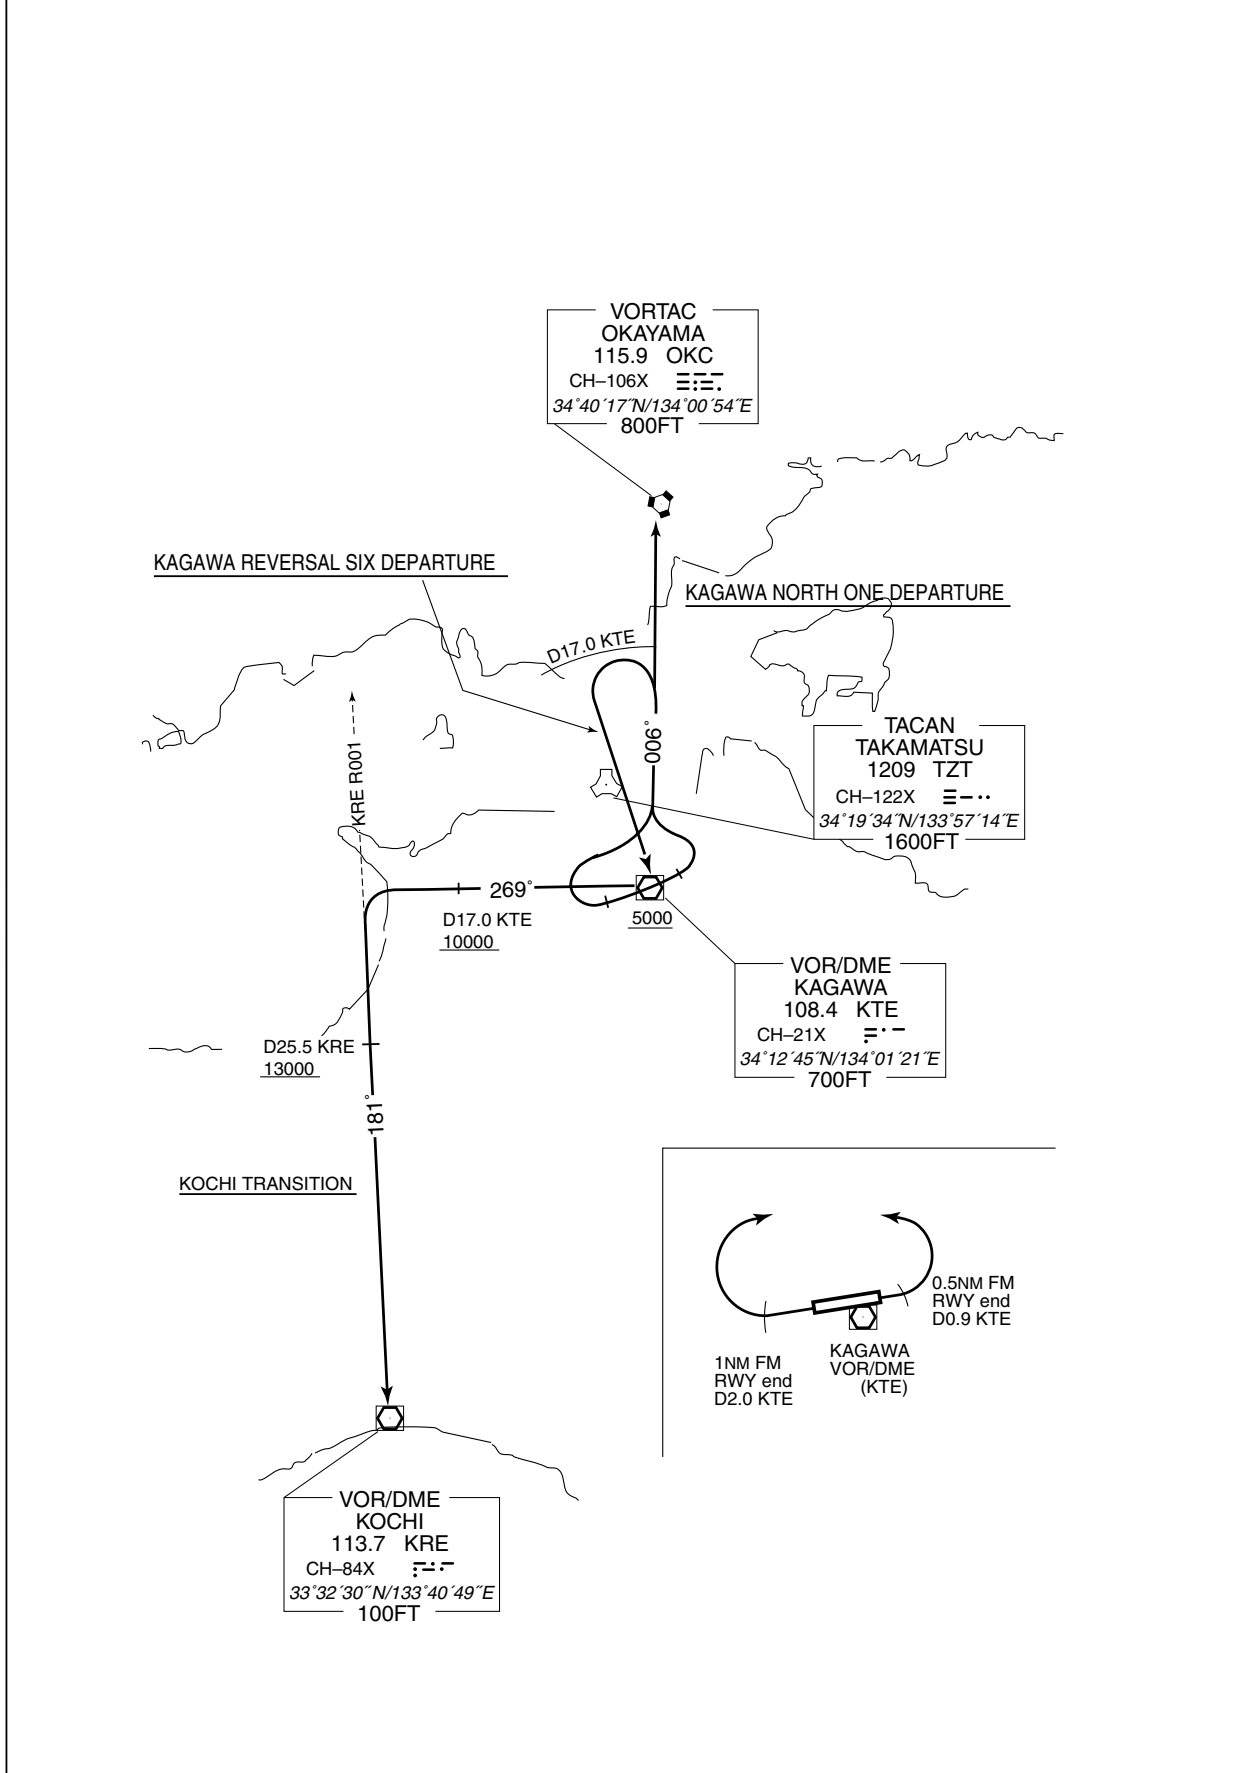 VORTAC
OKAYAMA
115.9 OKC
CH–106X
34°40´17˝N/134°00´54˝E
800FT
KAGAWA REVERSAL SIX DEPARTURE
KAGAWA NORTH ONE DEPARTURE
D17.0 KTE
006°
KRE R001
TACAN
TAKAMATSU
1209 TZT
CH–122X
34°19´34˝N/133°57´14˝E
1600FT
269°
D17.0 KTE
10000
5000
VOR/DME
KAGAWA
108.4 KTE
CH–21X
34°12´45˝N/134°01´21˝E
700FT
D25.5 KRE
13000
181°
KOCHI TRANSITION
0.5NM FM
RWY end
D0.9 KTE
1NM FM
RWY end
D2.0 KTE
KAGAWA
VOR/DME
(KTE)
VOR/DME
KOCHI
113.7 KRE
CH–84X
33°32´30˝N/133°40´49˝E
100FT